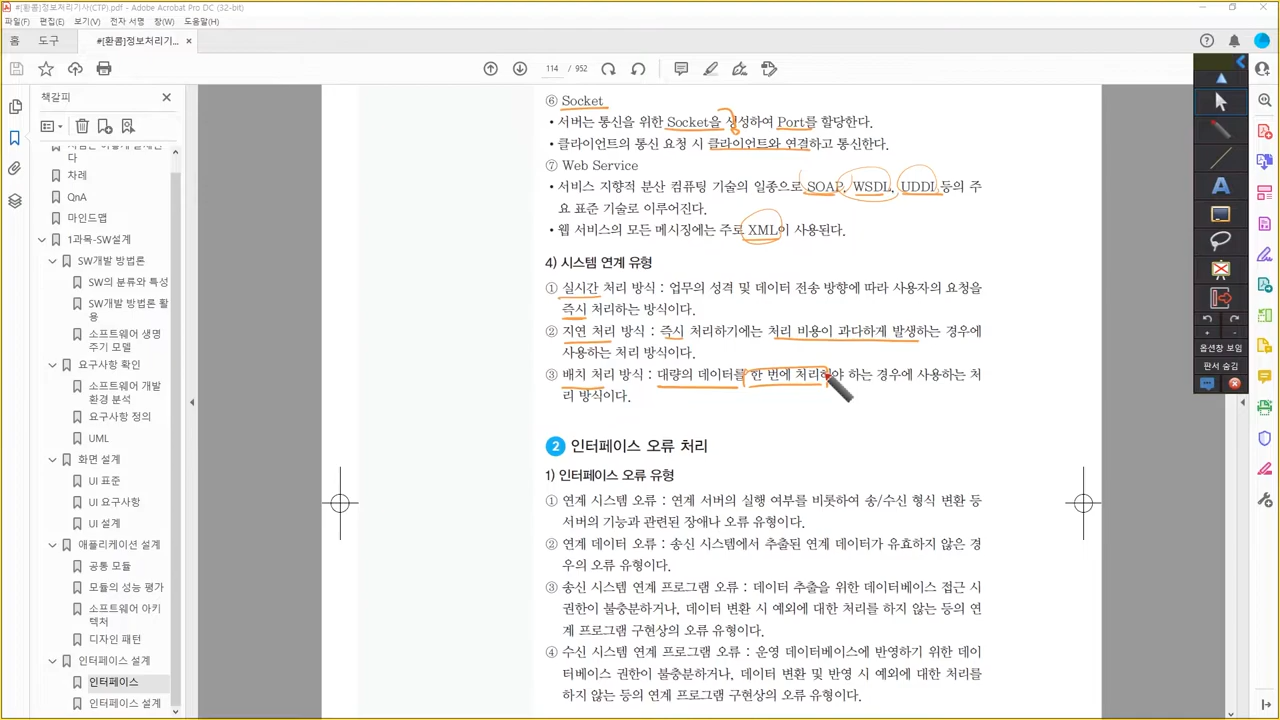 #[환콤]정보처리기사(CTP).pdf - Adobe Acrobat Pro DC (32-bit)
파일(F) 편집(E) 보기(V) 전자 서명 창(W) 도움말(H)
홈 도구 #[환콤]정보처리기... ×
114 / 952
책갈피
차례
QnA
마인드맵
1과목-SW설계
SW개발 방법론
SW의 분류와 특성
SW개발 방법론 활
용
소프트웨어 생명
주기 모델
요구사항 확인
소프트웨어 개발
환경 분석
요구사항 정의
UML
화면 설계
UI 표준
UI 요구사항
UI 설계
애플리케이션 설계
공통 모듈
모듈의 성능 평가
소프트웨어 아키
텍처
디자인 패턴
인터페이스 설계
인터페이스
인터페이스 설계
⑥ Socket
• 서버는 통신을 위한 Socket을 생성하여 Port를 할당한다.
• 클라이언트의 통신 요청 시 클라이언트와 연결하고 통신한다.
⑦ Web Service
• 서비스 지향적 분산 컴퓨팅 기술의 일종으로 SOAP, WSDL, UDDI 등의 주
요 표준 기술로 이루어진다.
• 웹 서비스의 모든 메시징에는 주로 XML이 사용된다.
4) 시스템 연계 유형
① 실시간 처리 방식 : 업무의 성격 및 데이터 전송 방향에 따라 사용자의 요청을
즉시 처리하는 방식이다.
② 지연 처리 방식 : 즉시 처리하기에는 처리 비용이 과다하게 발생하는 경우에
사용하는 처리 방식이다.
③ 배치 처리 방식 : 대량의 데이터를 한 번에 처리해야 하는 경우에 사용하는 처
리 방식이다.
2 인터페이스 오류 처리
1) 인터페이스 오류 유형
① 연계 시스템 오류 : 연계 서버의 실행 여부를 비롯하여 송/수신 형식 변환 등
서버의 기능과 관련된 장애나 오류 유형이다.
② 연계 데이터 오류 : 송신 시스템에서 추출된 연계 데이터가 유효하지 않은 경
우의 오류 유형이다.
③ 송신 시스템 연계 프로그램 오류 : 데이터 추출을 위한 데이터베이스 접근 시
권한이 불충분하거나, 데이터 변환 시 예외에 대한 처리를 하지 않는 등의 연
계 프로그램 구현상의 오류 유형이다.
④ 수신 시스템 연계 프로그램 오류 : 운영 데이터베이스에 반영하기 위한 데이
터베이스 권한이 불충분하거나, 데이터 변환 및 반영 시 예외에 대한 처리를
하지 않는 등의 연계 프로그램 구현상의 오류 유형이다.
옵션창 보임
판서 숨김